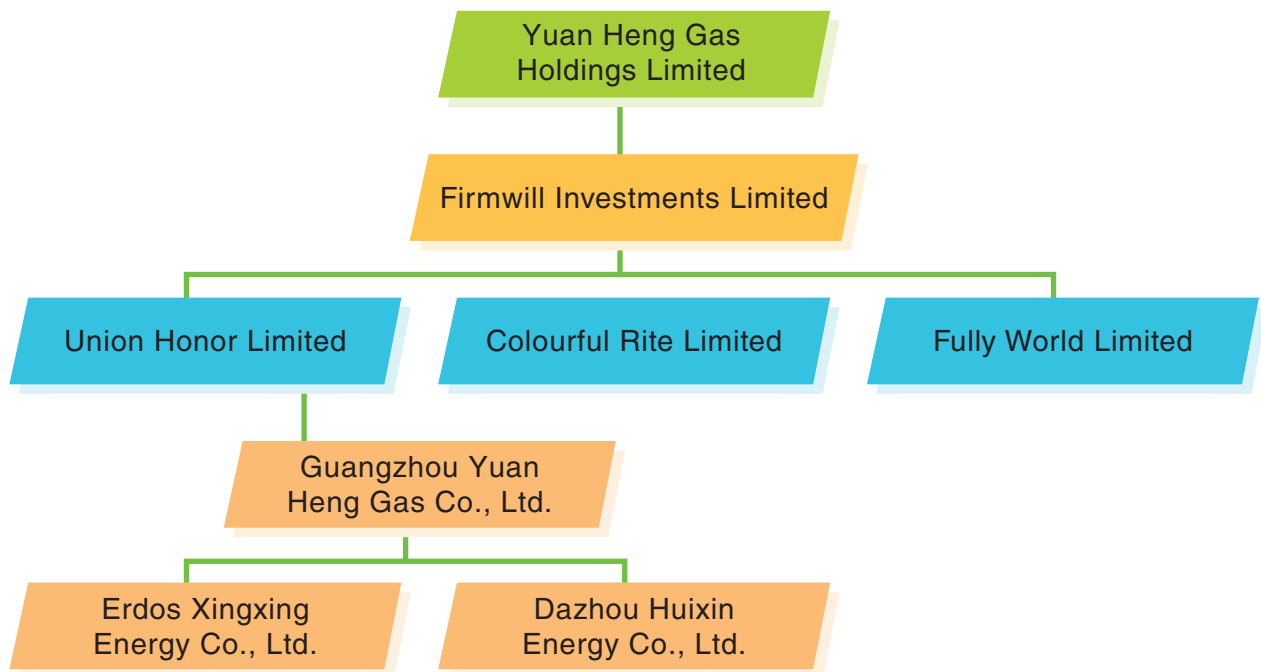 Yuan Heng Gas
Holdings Limited
Firmwill Investments Limited
Union Honor Limited
Colourful Rite Limited
Fully World Limited
Guangzhou Yuan
Heng Gas Co., Ltd.
Erdos Xingxing
Energy Co., Ltd.
Dazhou Huixin
Energy Co., Ltd.